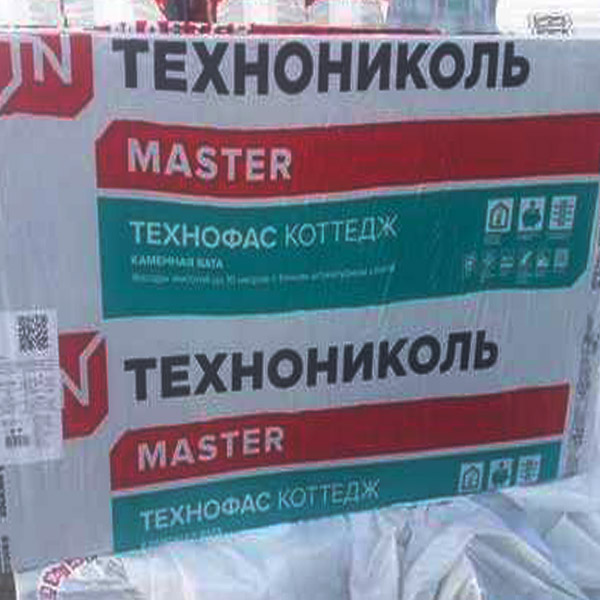 ТЕХНОНИКОЛЬ
MASTER
ТЕХНОФАС КОТТЕДЖ
КАМЕННАЯ ВАТА
ТЕХНОНИКОЛЬ
MASTER
ТЕХНОФАС КОТТЕДЖ